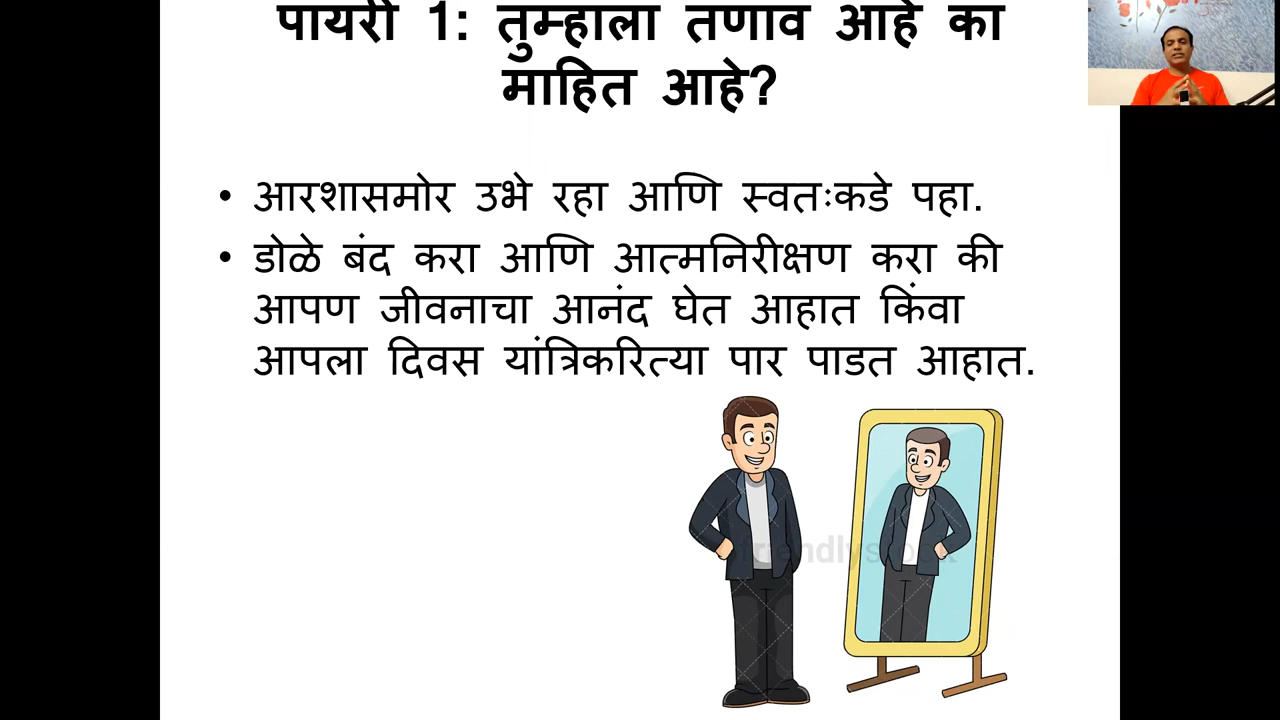 पायरी 1: तुम्हाला तणाव आहे का
माहित आहे?
• आरशासमोर उभे रहा आणि स्वतःकडे पहा.
• डोळे बंद करा आणि आत्मनिरीक्षण करा की
आपण जीवनाचा आनंद घेत आहात किंवा
आपला दिवस यांत्रिकरित्या पार पाडत आहात.
friendlystock